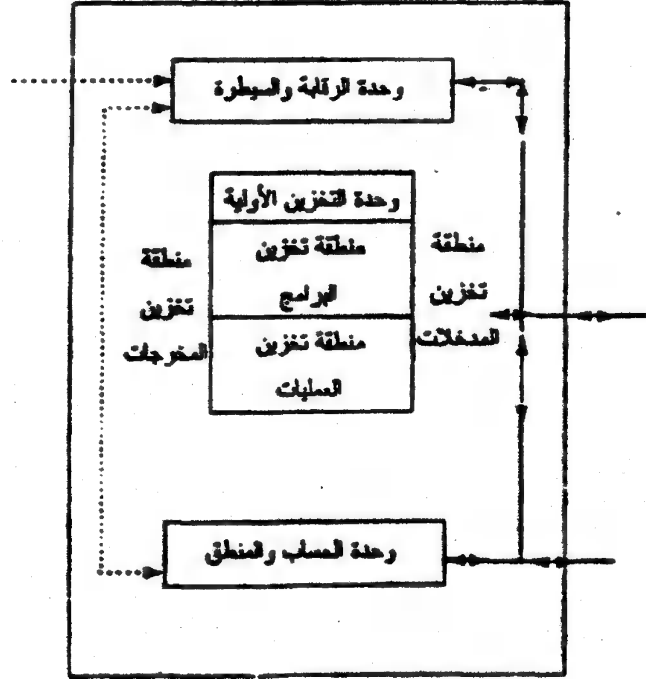 وحدة الرقابة والسيطرة
وحدة التخزين الأولية
منطقة
تخزين
المدخلات
منطقة تخزين
البرامج
منطقة تخزين
العمليات
منطقة
تخزين
المخرجات
وحدة الحساب والمنطق